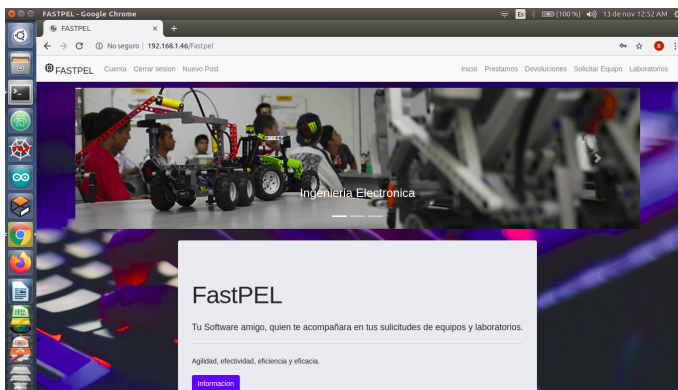 FASTPEL - Google Chrome
Es (100 %) 13 de nov 12:52 AM
FASTPEL
No seguro 192.168.1.46/Fastpel
FASTPEL Cuenta Cerrar sesion Nuevo Post Inicio Prestamos Devoluciones Solicitar Equipo Laboratorios
Ingenieria Electronica
FastPEL
Tu Software amigo, quien te acompañara en tus sulicitudes de equipos y laboratorios.
Agilidad, efectividad, eficiencia y eficacia.
Informacion